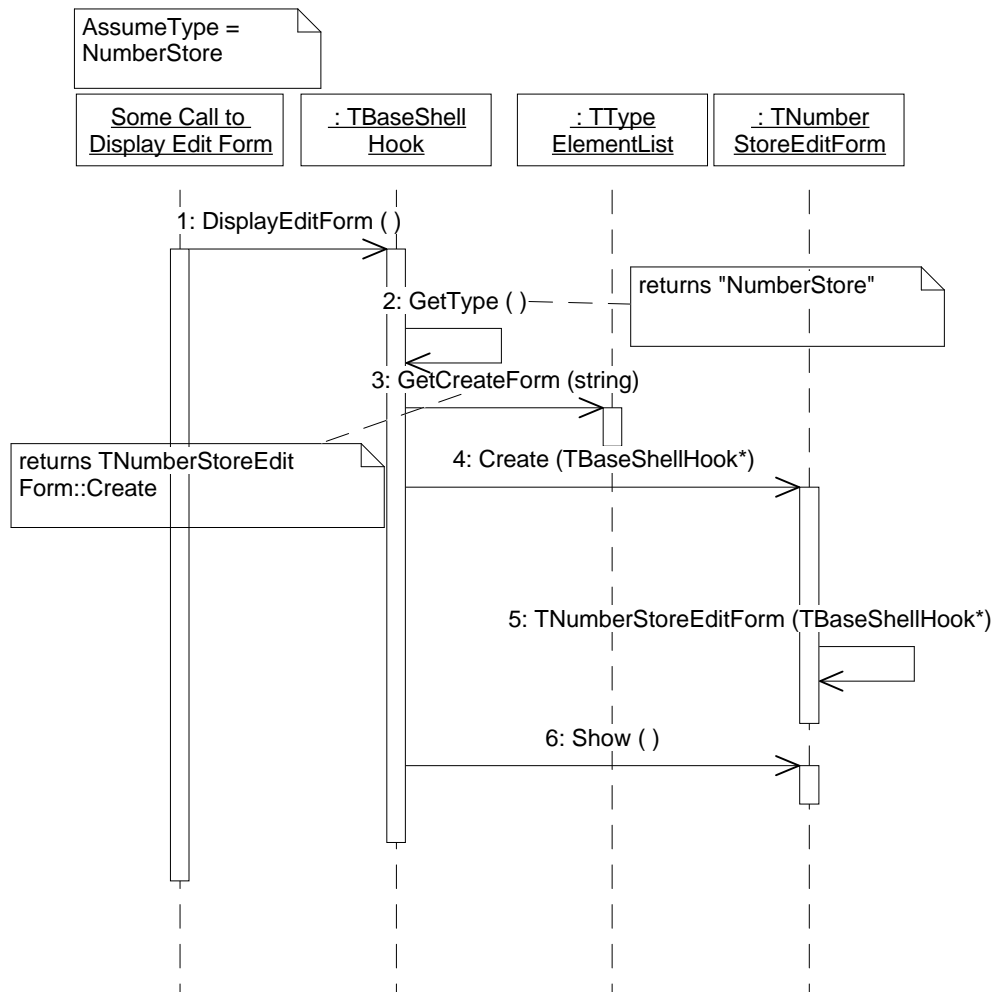 AssumeType =
NumberStore
Some Call to
Display Edit Form
: TBaseShell
Hook
: TType
ElementList
: TNumber
StoreEditForm
1: DisplayEditForm ( )
2: GetType ( )
returns "NumberStore"
3: GetCreateForm (string)
returns TNumberStoreEdit
Form::Create
4: Create (TBaseShellHook*)
5: TNumberStoreEditForm (TBaseShellHook*)
6: Show ( )